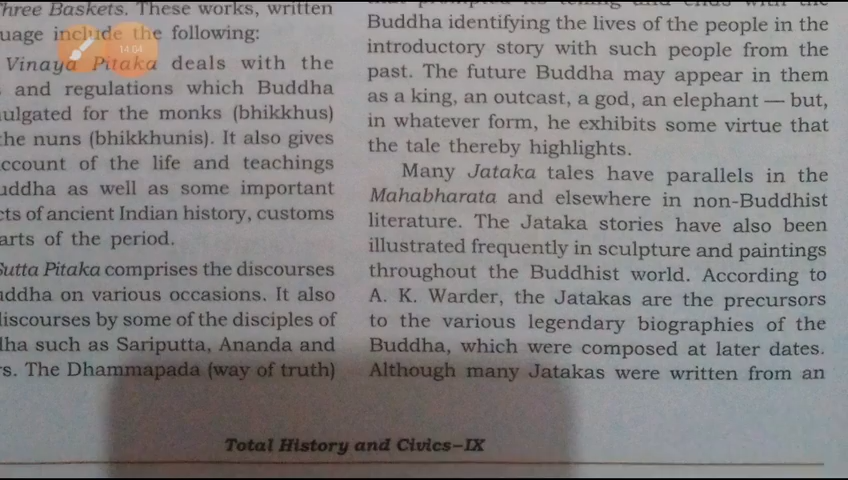 Three Baskets. These works, written
uage include the following:
Vinaya Pitaka deals with the
and regulations which Buddha
ulgated for the monks (bhikkhus)
the nuns (bhikkhunis). It also gives
ccount of the life and teachings
uddha as well as some important
cts of ancient Indian history, customs
arts of the period.
Sutta Pitaka comprises the discourses
uddha on various occasions. It also
discourses by some of the disciples of
dha such as Sariputta, Ananda and
rs. The Dhammapada (way of truth)
Buddha identifying the lives of the people in the
introductory story with such people from the
past. The future Buddha may appear in them
as a king, an outcast, a god, an elephant — but,
in whatever form, he exhibits some virtue that
the tale thereby highlights.
Many Jataka tales have parallels in the
Mahabharata and elsewhere in non-Buddhist
literature. The Jataka stories have also been
illustrated frequently in sculpture and paintings
throughout the Buddhist world. According to
A. K. Warder, the Jatakas are the precursors
to the various legendary biographies of the
Buddha, which were composed at later dates.
Although many Jatakas were written from an
Total History and Civics–IX
14:04